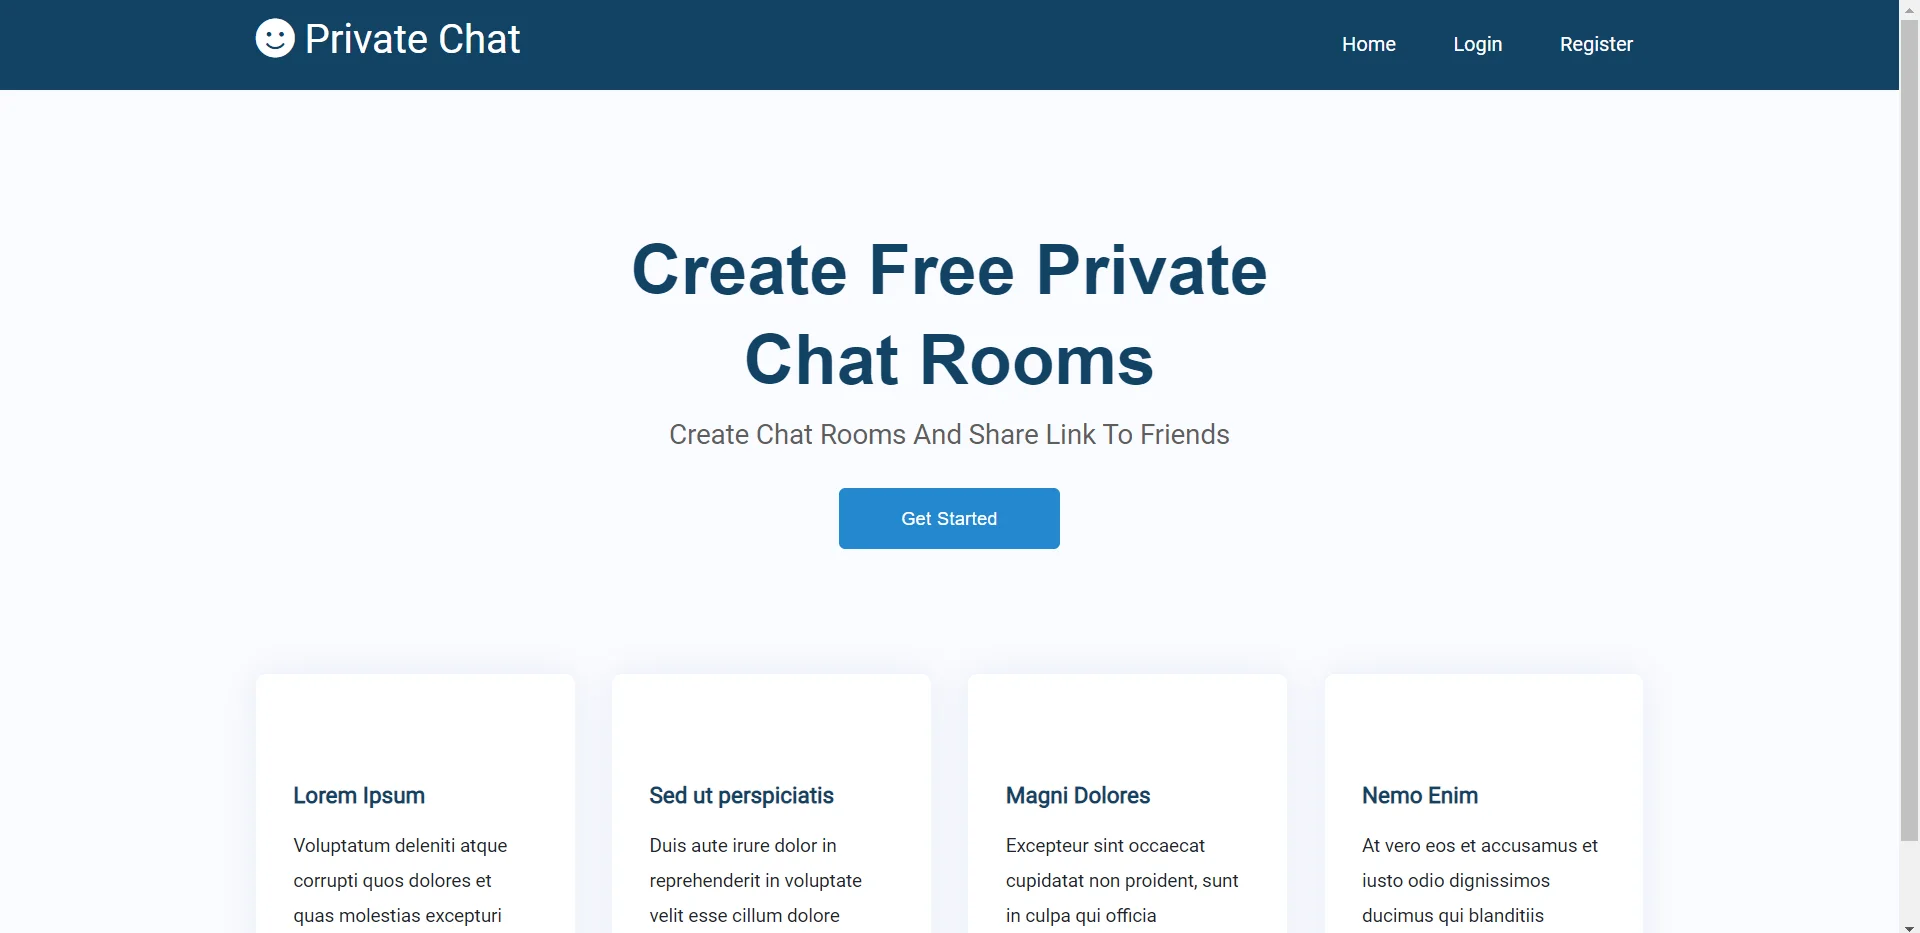 Private Chat
Home Login Register
Create Free Private
Chat Rooms
Create Chat Rooms And Share Link To Friends
Get Started
Lorem Ipsum
Voluptatum deleniti atque
corrupti quos dolores et
quas molestias excepturi
Sed ut perspiciatis
Duis aute irure dolor in
reprehenderit in voluptate
velit esse cillum dolore
Magni Dolores
Excepteur sint occaecat
cupidatat non proident, sunt
in culpa qui officia
Nemo Enim
At vero eos et accusamus et
iusto odio dignissimos
ducimus qui blanditiis